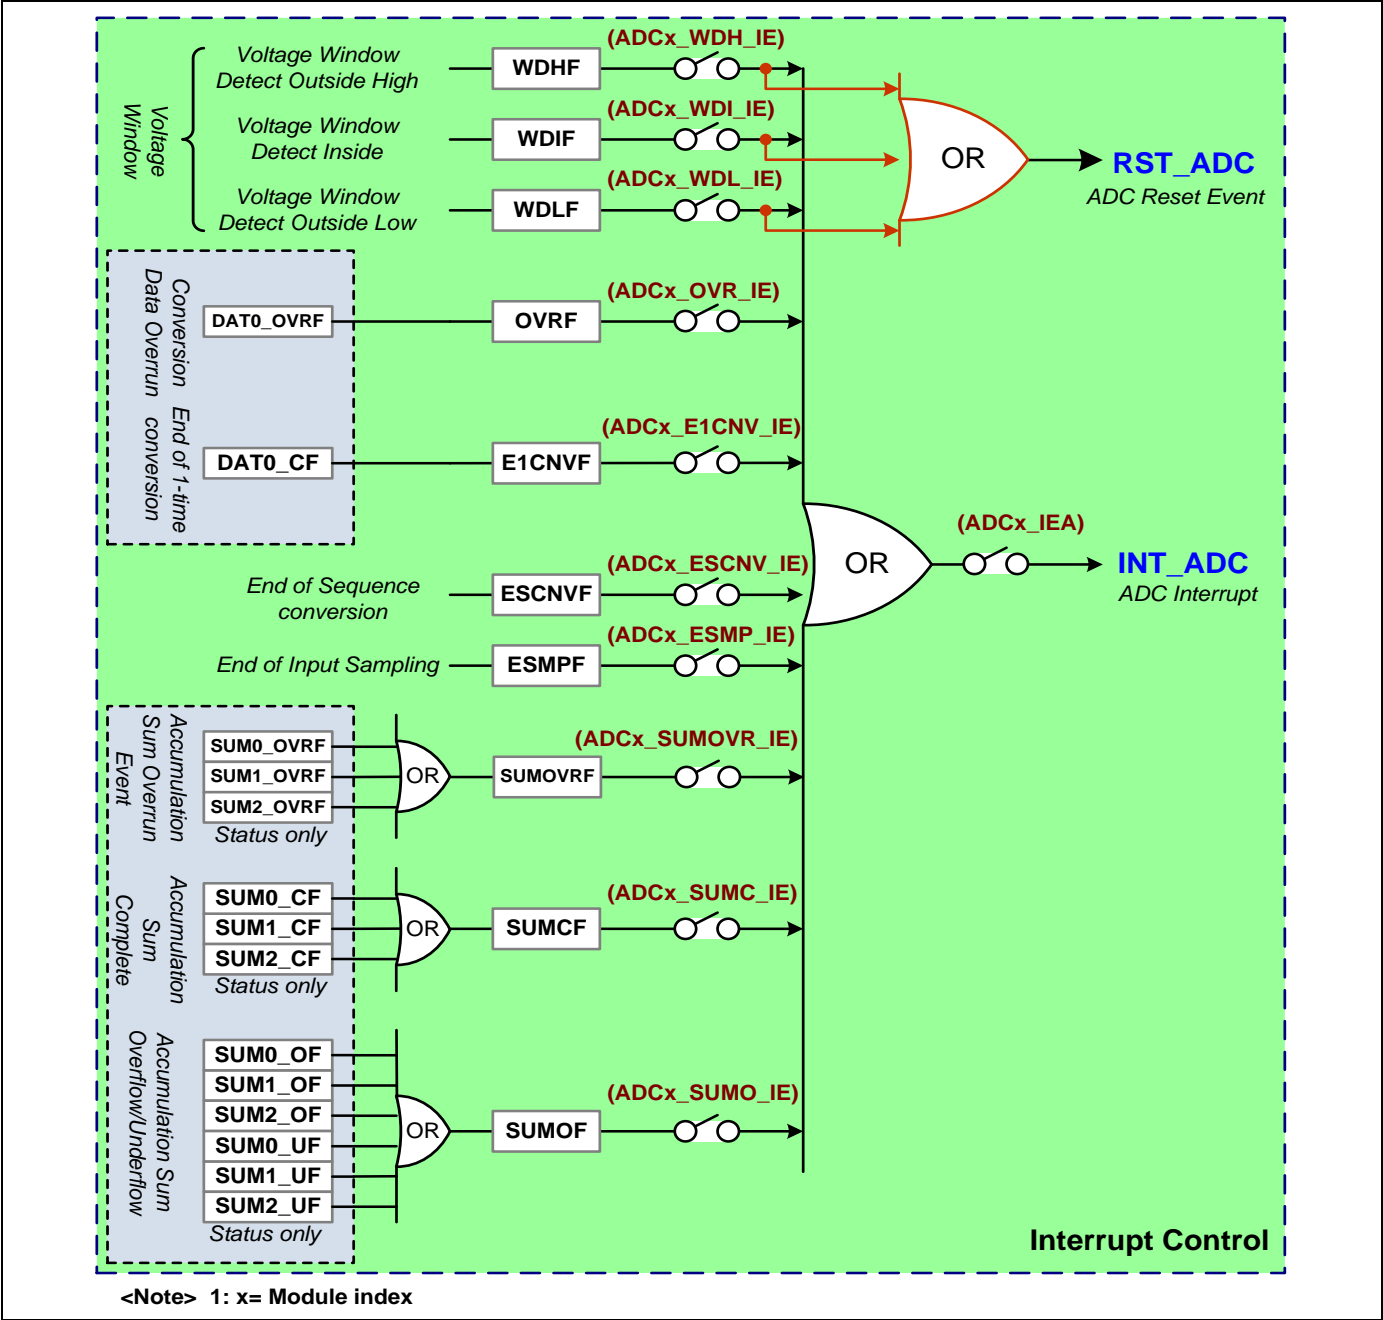 Voltage Window
Voltage Window
Detect Outside High
WDHF
(ADCx_WDH_IE)
Voltage Window
Detect Inside
WDIF
(ADCx_WDI_IE)
Voltage Window
Detect Outside Low
WDLF
(ADCx_WDL_IE)
OR
RST_ADC
ADC Reset Event
Conversion
Data Overrun
DAT0_OVRF
OVRF
(ADCx_OVR_IE)
End of 1-time
conversion
DAT0_CF
E1CNVF
(ADCx_E1CNV_IE)
End of Sequence
conversion
ESCNVF
(ADCx_ESCNV_IE)
OR
(ADCx_IEA)
INT_ADC
ADC Interrupt
End of Input Sampling
ESMPF
(ADCx_ESMP_IE)
Accumulation
Sum Overrun
Event
SUM0_OVRF
SUM1_OVRF
SUM2_OVRF
Status only
OR
SUMOVRF
(ADCx_SUMOVR_IE)
Accumulation
Sum
Complete
SUM0_CF
SUM1_CF
SUM2_CF
Status only
OR
SUMCF
(ADCx_SUMC_IE)
Accumulation Sum
Overflow/Underflow
SUM0_OF
SUM1_OF
SUM2_OF
SUM0_UF
SUM1_UF
SUM2_UF
Status only
OR
SUMOF
(ADCx_SUMO_IE)
Interrupt Control
<Note> 1: x= Module index